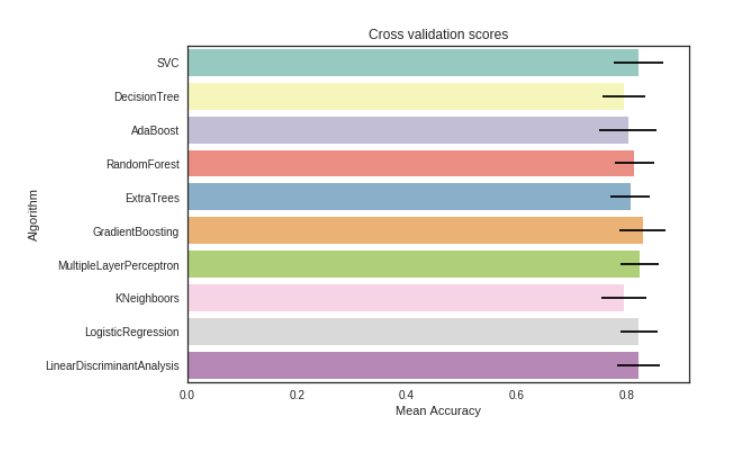 Cross validation scores
SVC
DecisionTree
AdaBoost
RandomForest
ExtraTrees
GradientBoosting
MultipleLayerPerceptron
KNeighboors
LogisticRegression
LinearDiscriminantAnalysis
Algorithm
0.0 0.2 0.4 0.6 0.8
Mean Accuracy